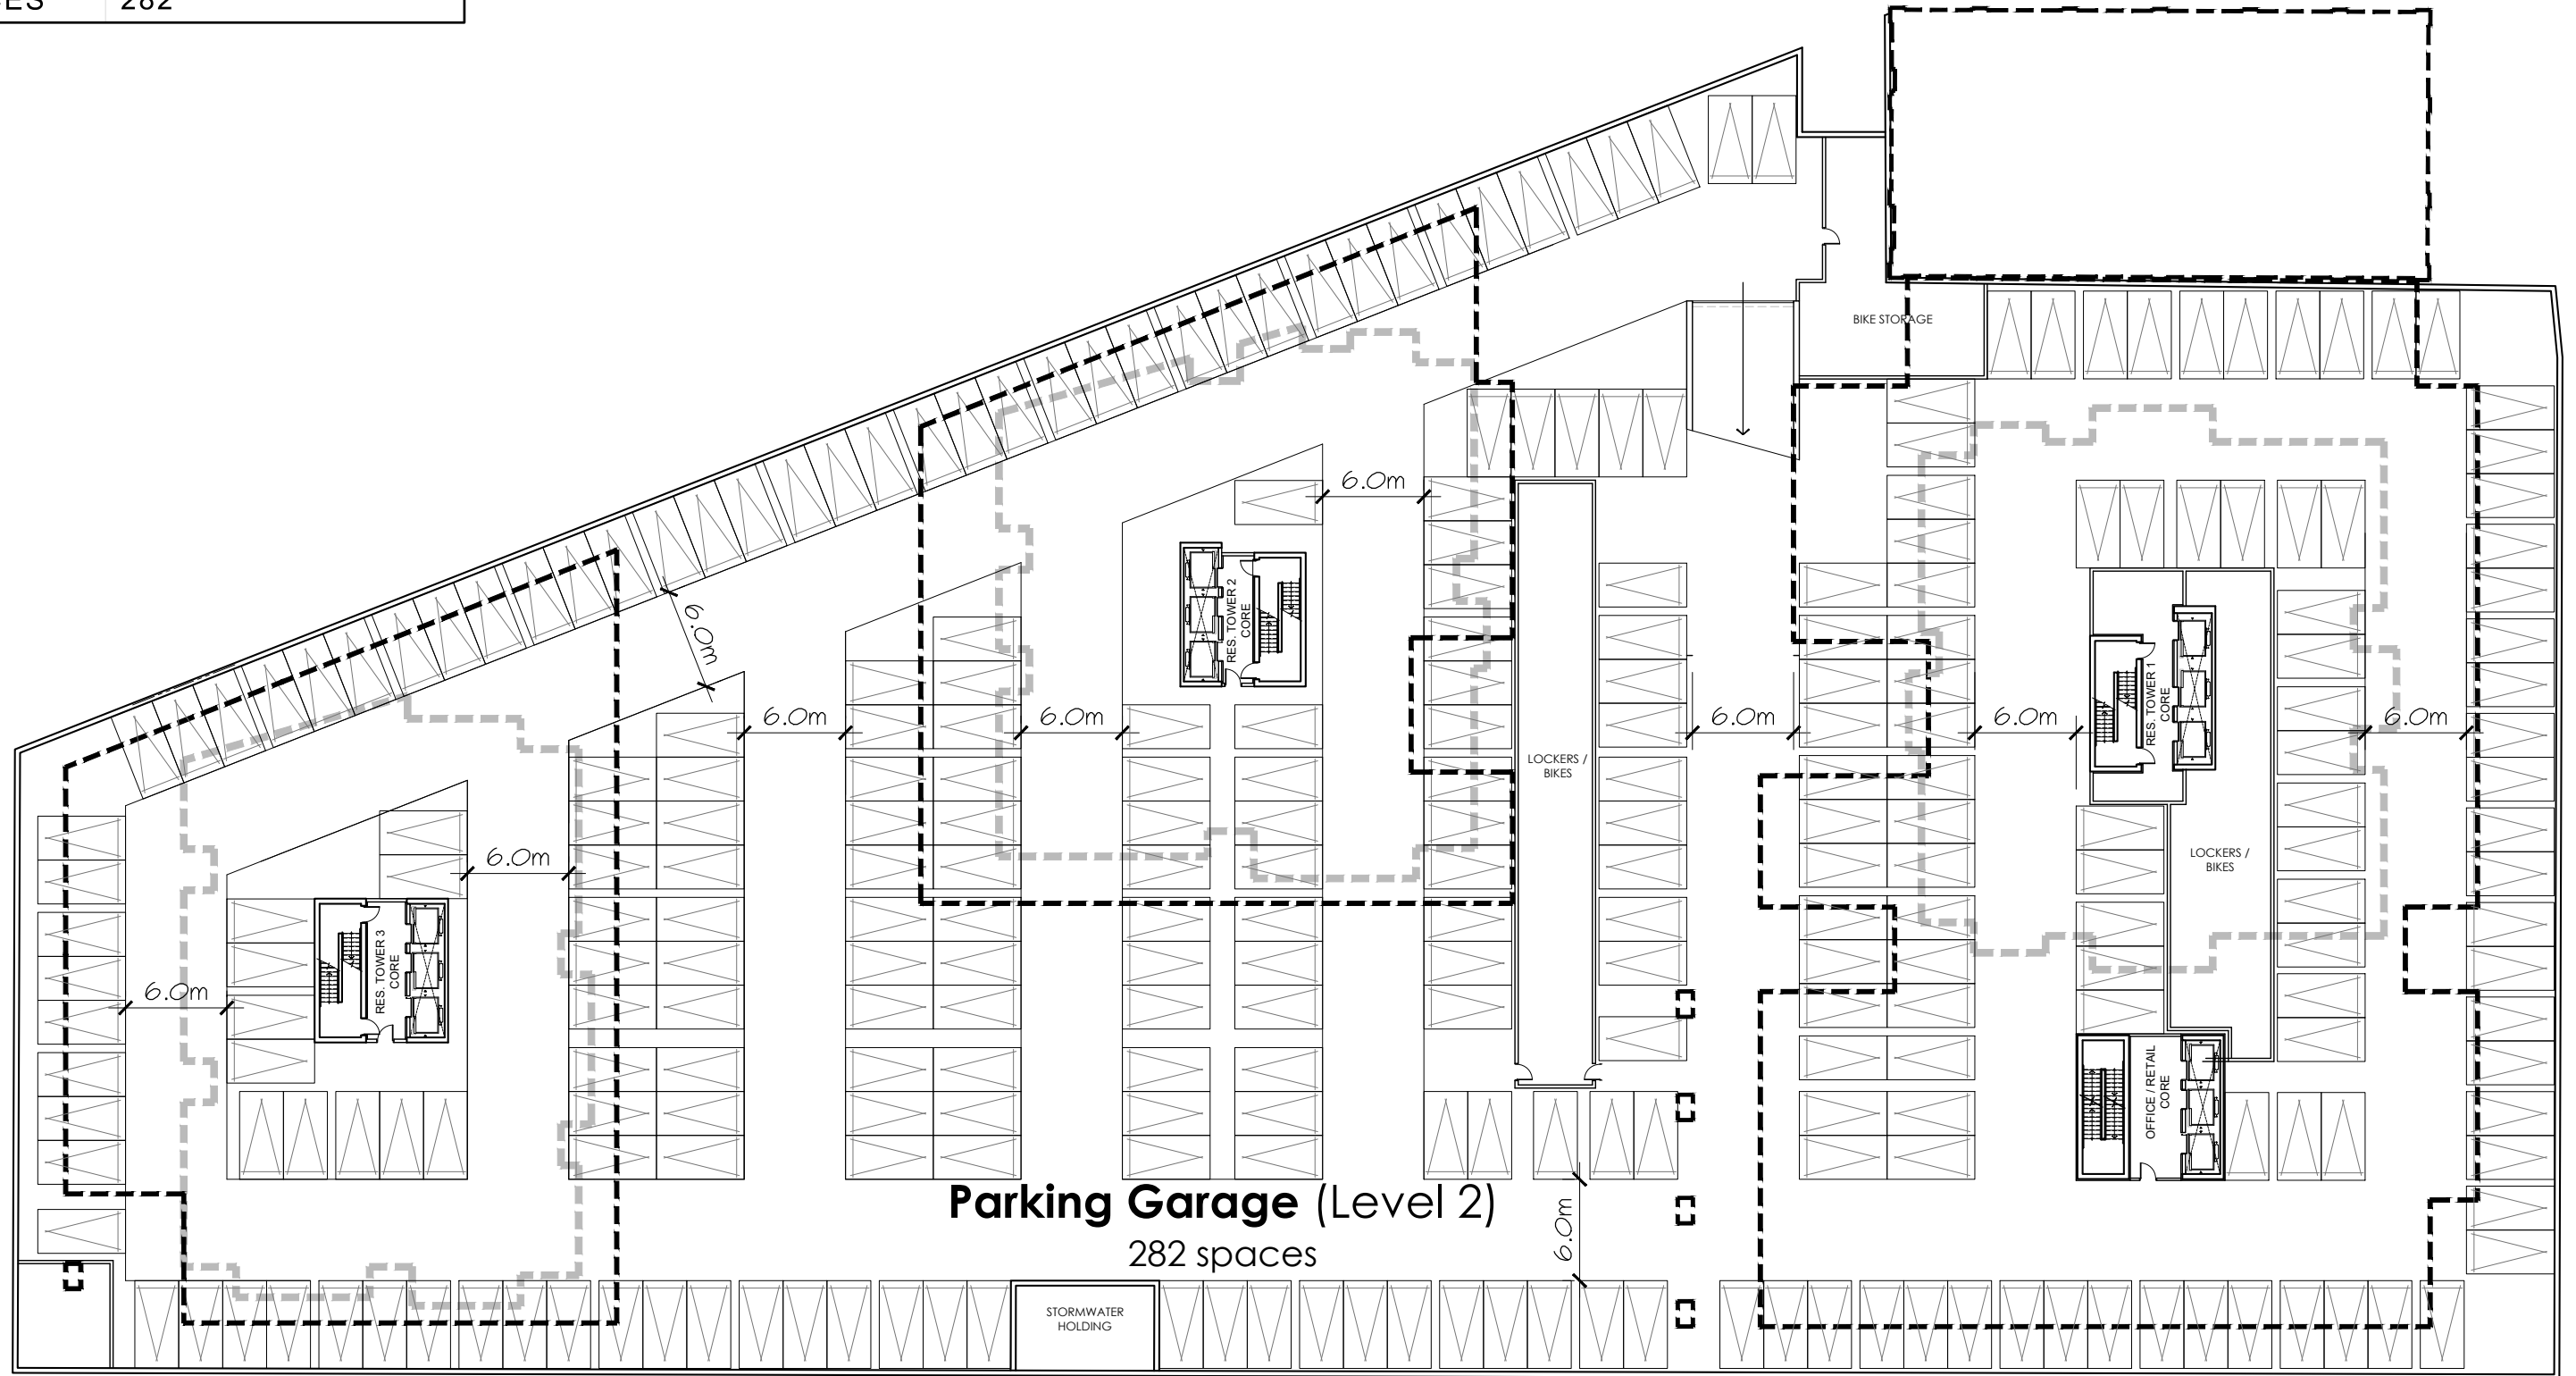 282
BIKE STORAGE
6.0m
RES. TOWER 2
CORE
6.0m
RES. TOWER 1
CORE
6.0m
6.0m
6.0m
6.0m
6.0m
LOCKERS /
BIKES
LOCKERS /
BIKES
6.0m
RES. TOWER 3
CORE
6.0m
OFFICE / RETAIL
CORE
Parking Garage (Level 2)
282 spaces
6.0m
STORMWATER
HOLDING